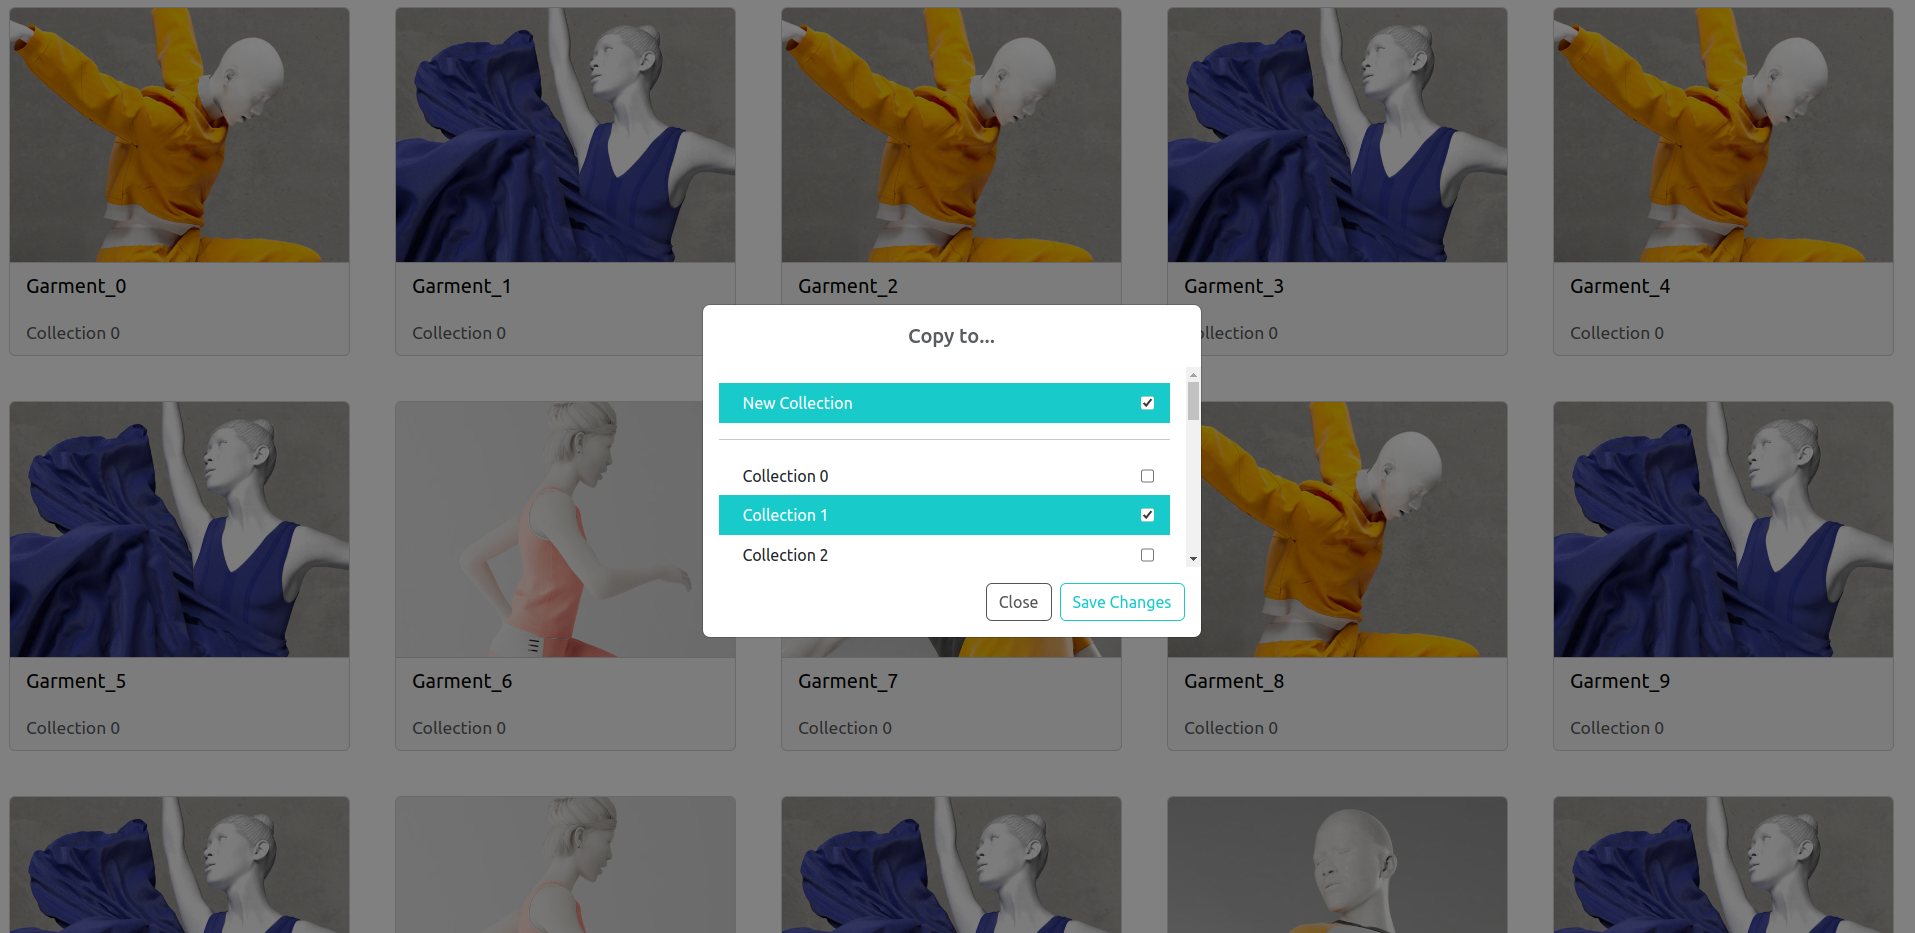 Garment_0
Collection 0
Garment_1
Collection 0
Garment_2
Garment_3
ollection 0
Garment_4
Collection 0
Copy to...
New Collection
Collection 0
Collection 1
Collection 2
Close
Save Changes
Garment_5
Collection 0
Garment_6
Collection 0
Garment_7
Collection 0
Garment_8
Collection 0
Garment_9
Collection 0